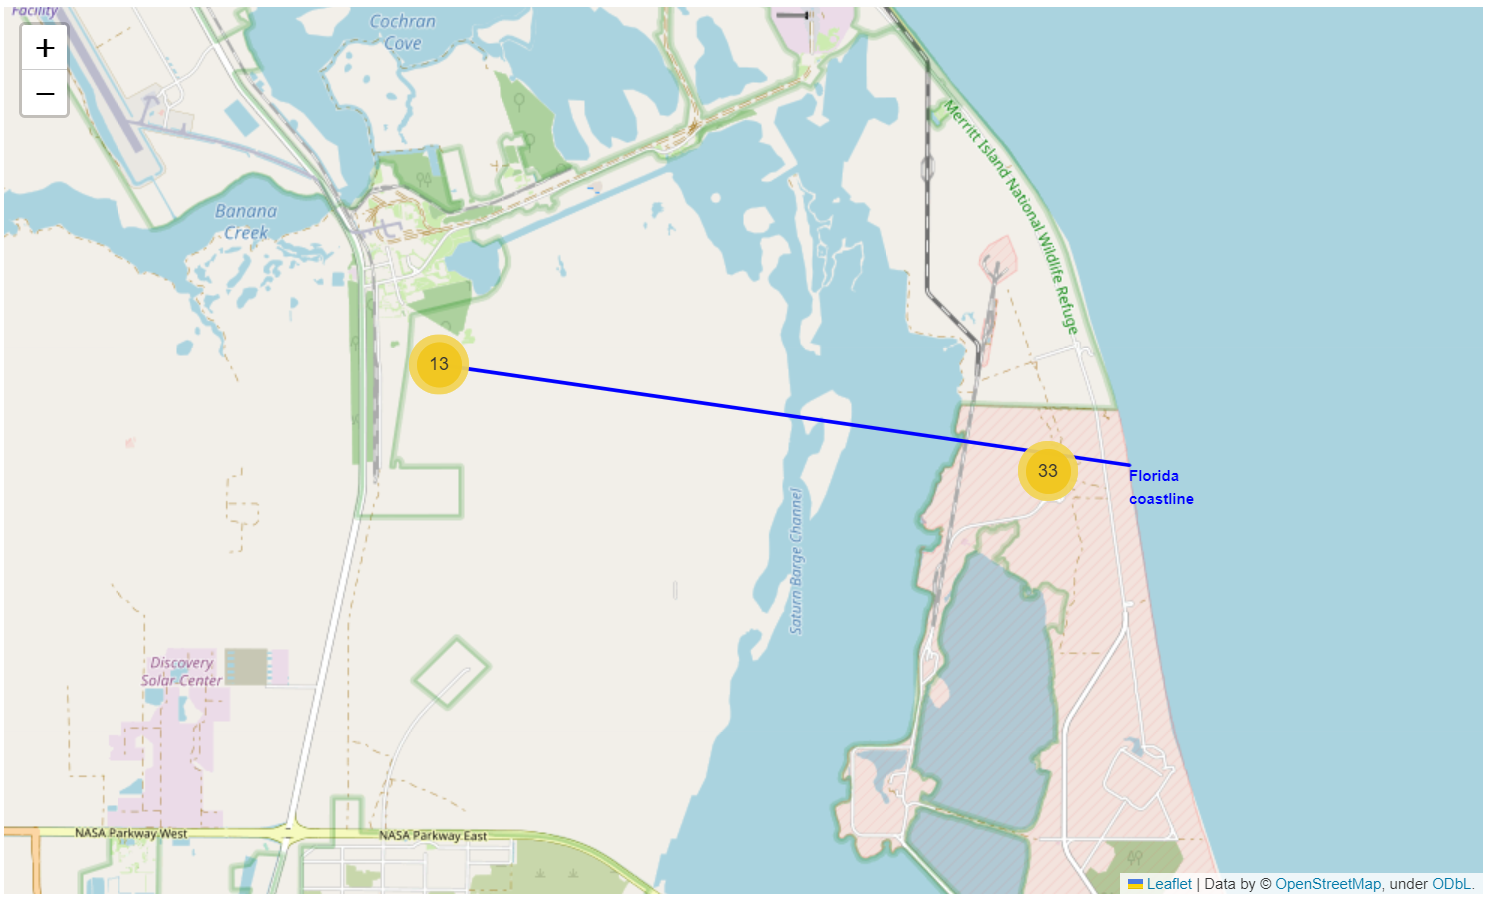 Facility
+
−
Cochran
Cove
Merritt Island National Wildlife Refuge
Banana
Creek
13
33
Florida
coastline
Saturn Barge Channel
Discovery
Solar Center
NASA Parkway West
NASA Parkway East
Leaflet | Data by © OpenStreetMap, under ODbL.